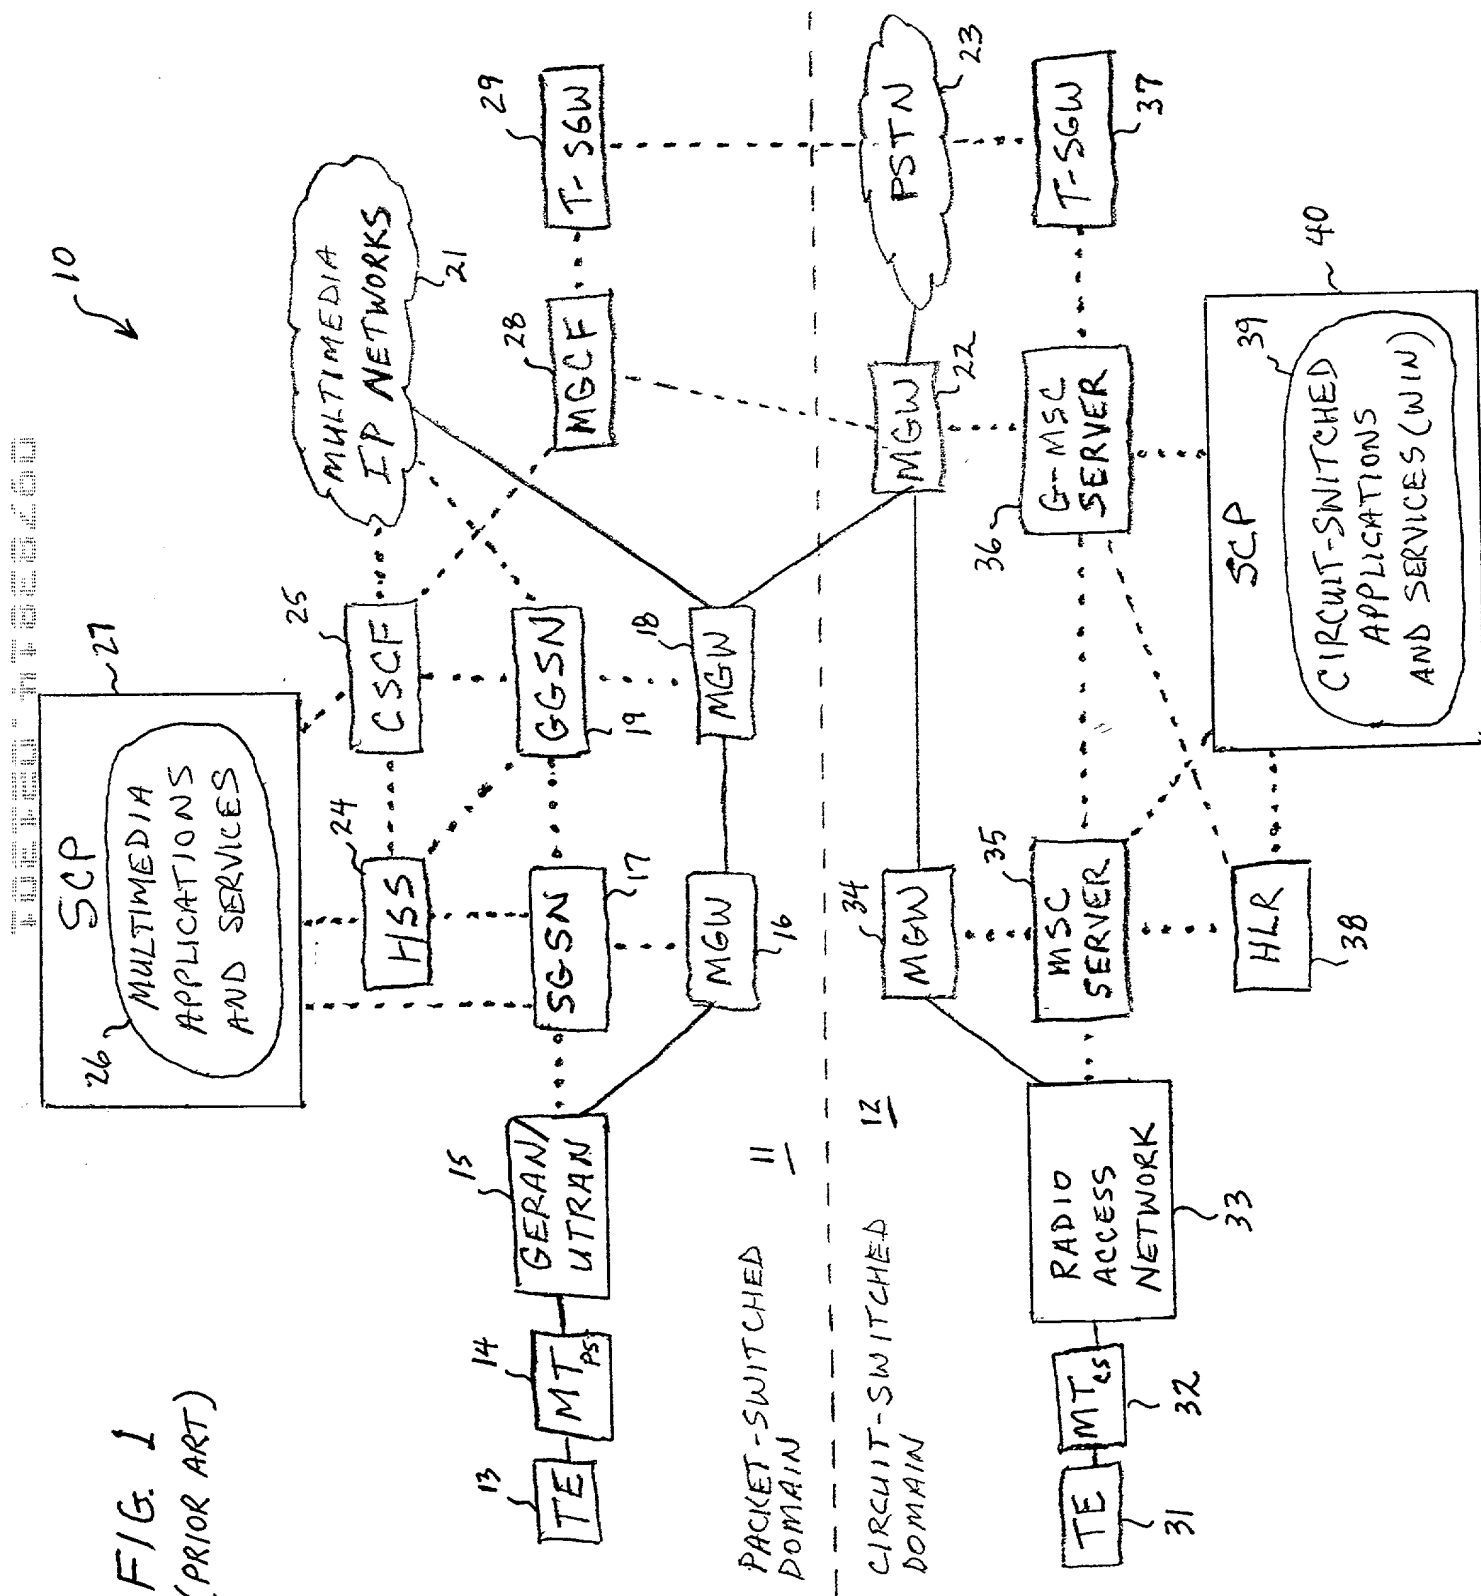 FIG. 1
(PRIOR ART)
10
SCP
27
26
MULTIMEDIA
APPLICATIONS
AND SERVICES
MULTIMEDIA
IP NETWORKS
21
HSS
24
CSCF
25
TE
13
MTPS
14
GERAN/
UTRAN
15
SGSN
17
GGSN
19
MGCF
28
T-SGW
29
MGW
16
MGW
18
PACKET-SWITCHED
DOMAIN
11
CIRCUIT-SWITCHED
DOMAIN
12
MGW
34
MGW
22
PSTN
23
TE
31
MTCS
32
RADIO
ACCESS
NETWORK
33
MSC
SERVER
35
G-MSC
SERVER
36
T-SGW
37
HLR
38
SCP
40
39
CIRCUIT-SWITCHED
APPLICATIONS
AND SERVICES (WIN)